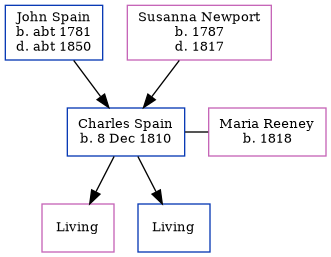 John Spain
b. abt 1781
d. abt 1850
Susanna Newport
b. 1787
d. 1817
Charles Spain
b. 8 Dec 1810
Maria Reeney
b. 1818
Living
Living